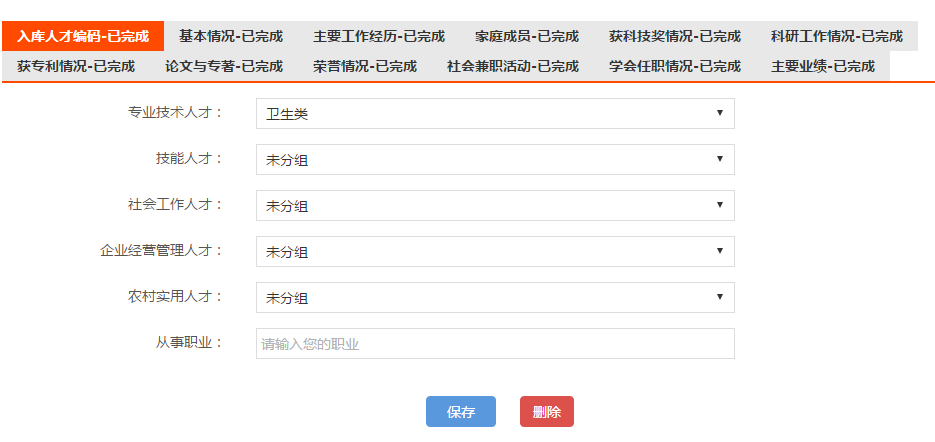 入库人才编码-已完成 基本情况-已完成 主要工作经历-已完成 家庭成员-已完成 获科技奖情况-已完成 科研工作情况-已完成
获专利情况-已完成 论文与专著-已完成 荣誉情况-已完成 社会兼职活动-已完成 学会任职情况-已完成 主要业绩-已完成
专业技术人才： 卫生类
技能人才： 未分组
社会工作人才： 未分组
企业经营管理人才： 未分组
农村实用人才： 未分组
从事职业： 请输入您的职业
保存 删除